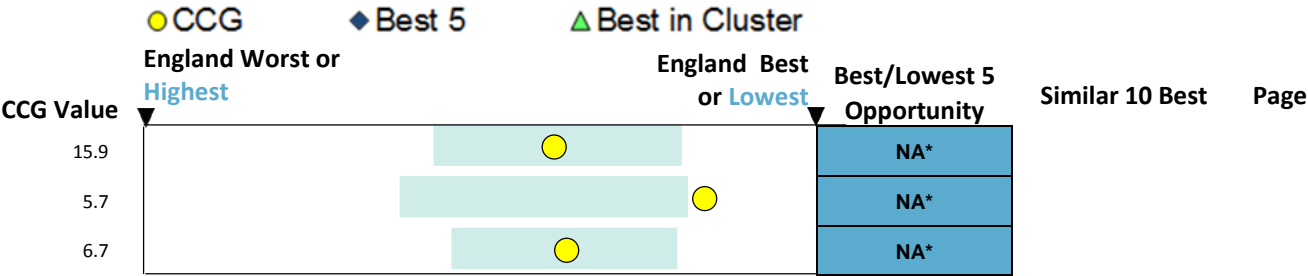 CCG Best 5 Best in Cluster
CCG Value
England Worst or
Highest
England Best
or Lowest
Best/Lowest 5
Opportunity
Similar 10 Best
Page
15.9 NA*
5.7 NA*
6.7 NA*